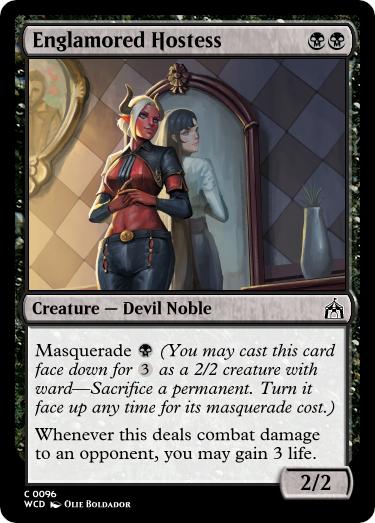 Englamored Hostess
Creature — Devil Noble
Masquerade (You may cast this card
face down for 3 as a 2/2 creature with
ward—Sacrifice a permanent. Turn it
face up any time for its masquerade cost.)
Whenever this deals combat damage
to an opponent, you may gain 3 life.
2/2
C 0096
WCD Olie Boldador